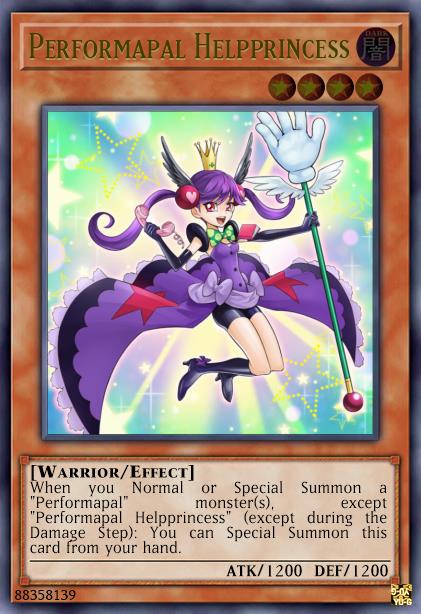 Performapal Helpprincess
DARK
闇
[Warrior/Effect]
When you Normal or Special Summon a
"Performapal" monster(s), except
"Performapal Helpprincess" (except during the
Damage Step): You can Special Summon this
card from your hand.
ATK/1200 DEF/1200
88358139